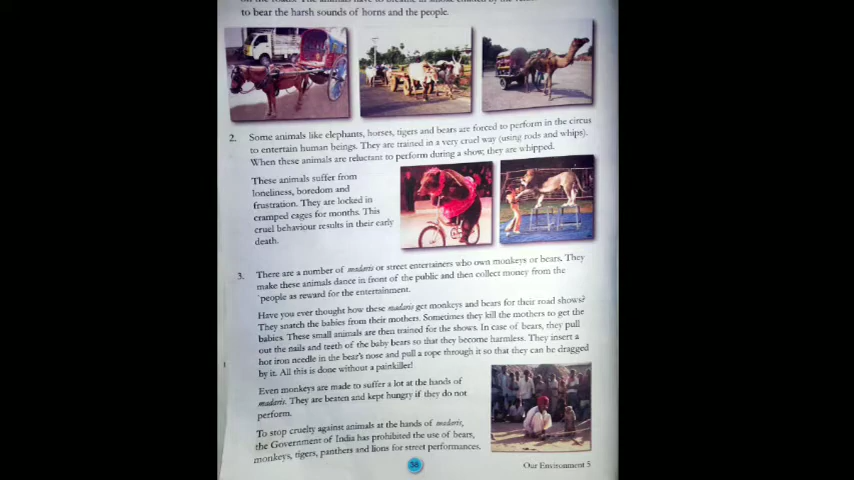 to bear the harsh sounds of horns and the people.
2. Some animals like elephants, horses, tigers and bears are forced to perform in the circus
to entertain human beings. They are trained in a very cruel way (using rods and whips).
When these animals are reluctant to perform during a show, they are whipped.
These animals suffer from
loneliness, boredom and
frustration. They are locked in
cramped cages for months. This
cruel behaviour results in their early
death.
3. There are a number of madaris or street entertainers who own monkeys or bears. They
make these animals dance in front of the public and then collect money from the
people as reward for the entertainment.
Have you ever thought how these madaris get monkeys and bears for their road shows?
They snatch the babies from their mothers. Sometimes they kill the mothers to get the
babies. These small animals are then trained for the shows. In case of bears, they pull
out the nails and teeth of the baby bears so that they become harmless. They insert a
hot iron needle in the bear's nose and pull a rope through it so that they can be dragged
by it. All this is done without a painkiller!
Even monkeys are made to suffer a lot at the hands of
madaris. They are beaten and kept hungry if they do not
perform.
To stop cruelty against animals at the hands of madaris,
the Government of India has prohibited the use of bears,
monkeys, tigers, panthers and lions for street performances.
58
Our Environment 5